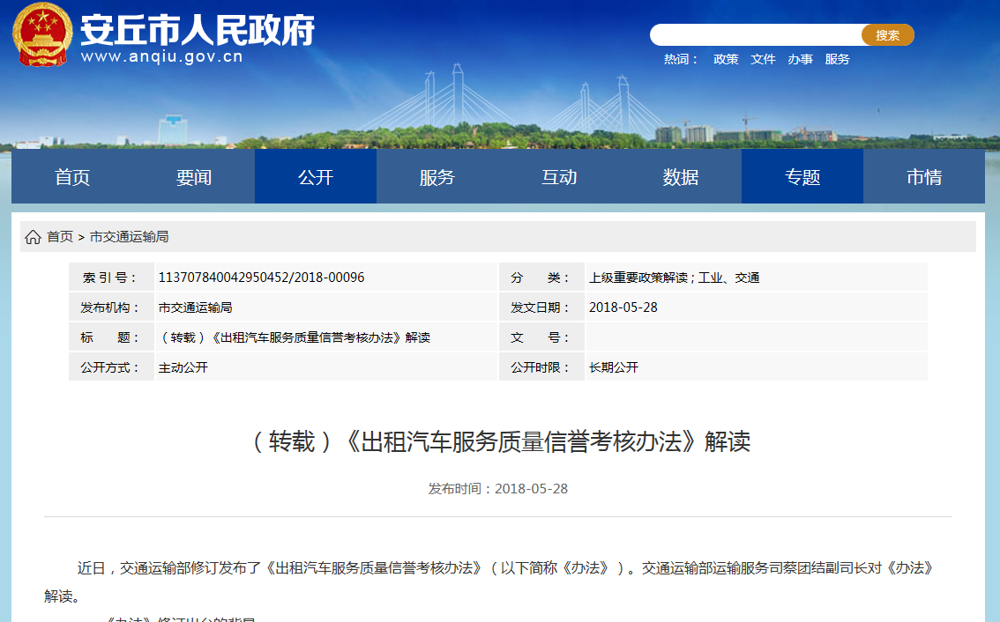 安丘市人民政府
www.anqiu.gov.cn
搜索
热词： 政策 文件 办事 服务
首页 要闻 公开 服务 互动 数据 专题 市情
首页 > 市交通运输局
索 引 号： 113707840042950452/2018-00096 分 类： 上级重要政策解读 ; 工业、交通
发布机构： 市交通运输局 发文日期： 2018-05-28
标 题： （转载）《出租汽车服务质量信誉考核办法》解读 文 号：
公开方式： 主动公开 公开时限： 长期公开
（转载）《出租汽车服务质量信誉考核办法》解读
发布时间：2018-05-28
近日，交通运输部修订发布了《出租汽车服务质量信誉考核办法》（以下简称《办法》）。交通运输部运输服务司蔡团结副司长对《办法》
解读。
《办法》修订出台的背景